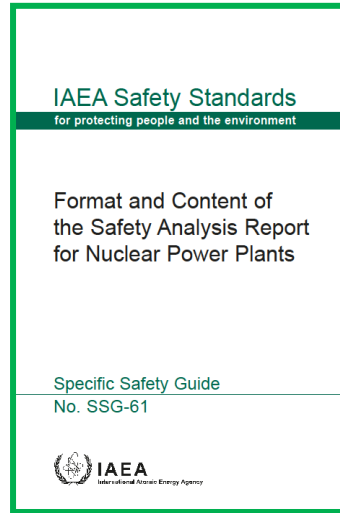 IAEA Safety Standards
for protecting people and the environment
Format and Content of
the Safety Analysis Report
for Nuclear Power Plants
Specific Safety Guide
No. SSG-61
IAEA
International Atomic Energy Agency